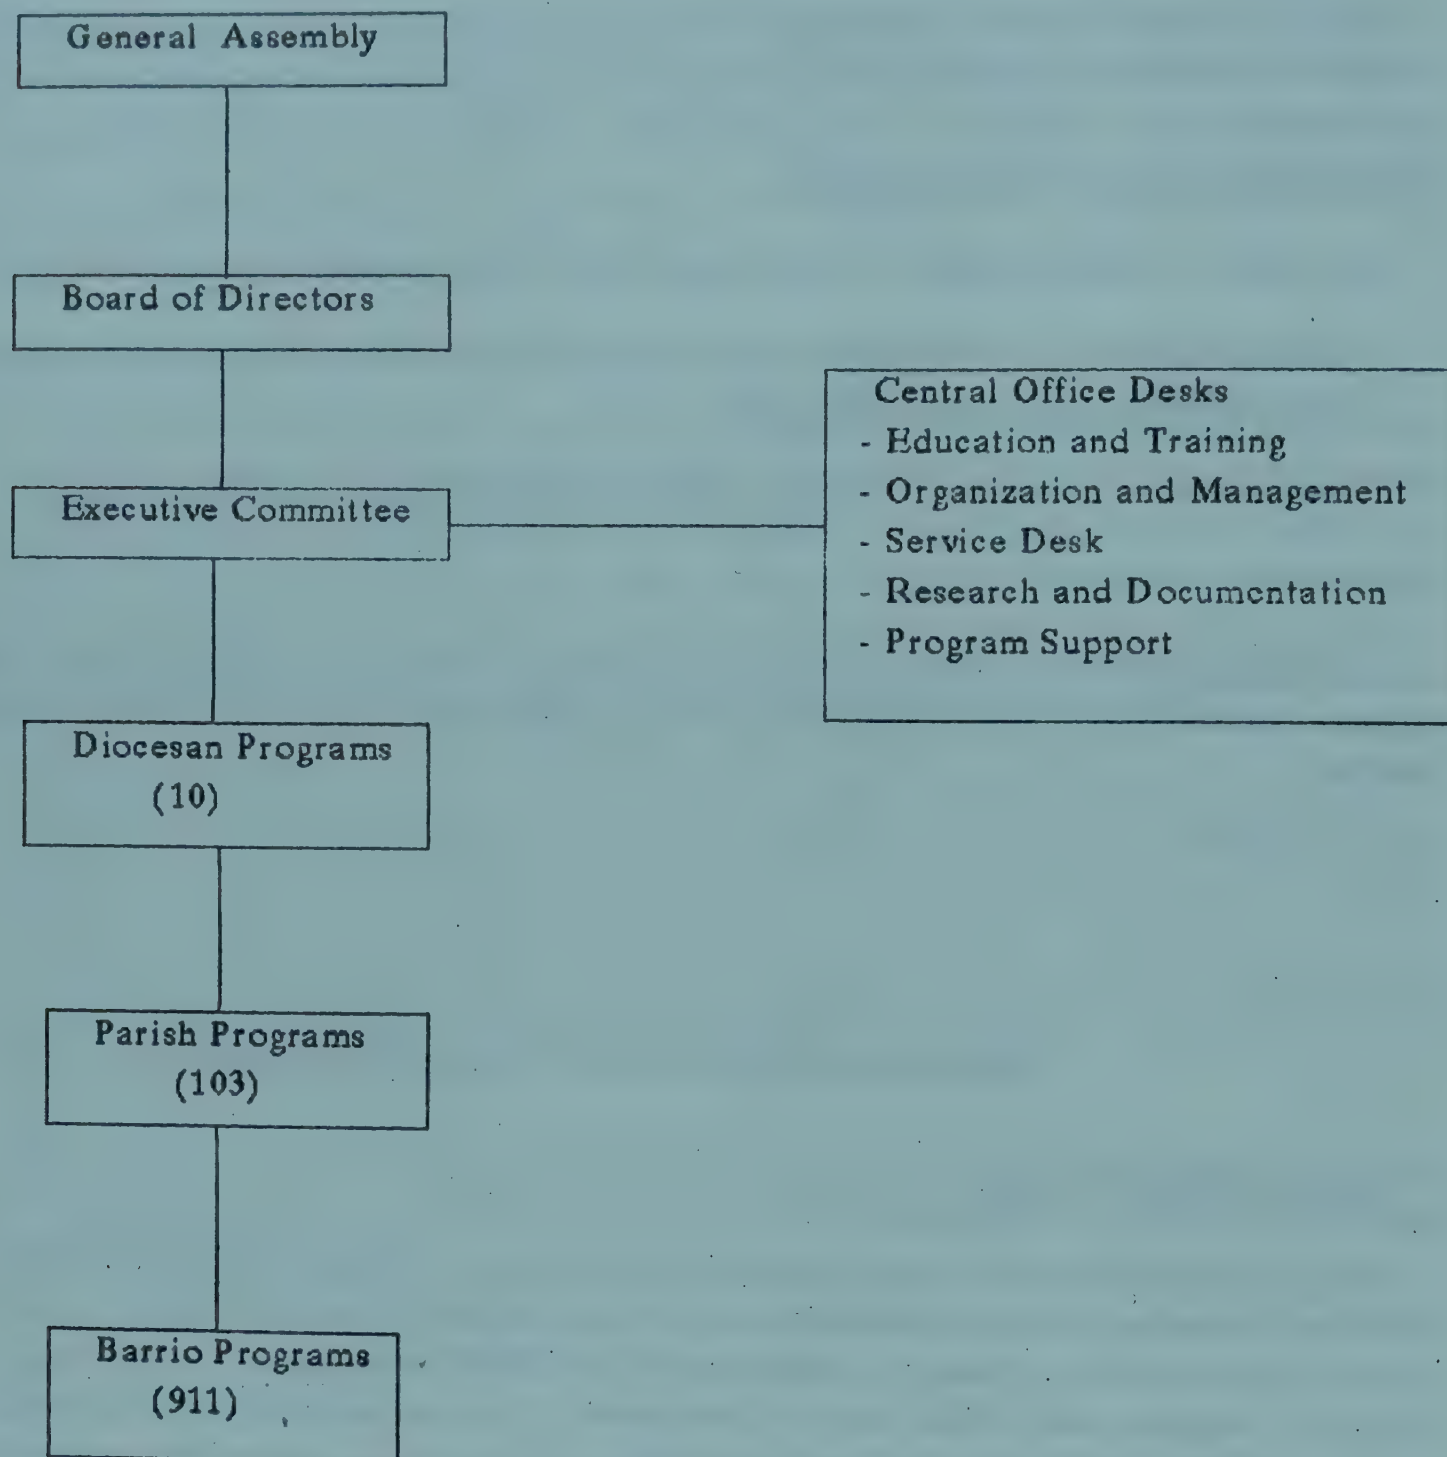 General Assembly
Board of Directors
Executive Committee
Central Office Desks
- Education and Training
- Organization and Management
- Service Desk
- Research and Documentation
- Program Support
Diocesan Programs
(10)
Parish Programs
(103)
Barrio Programs
(911)